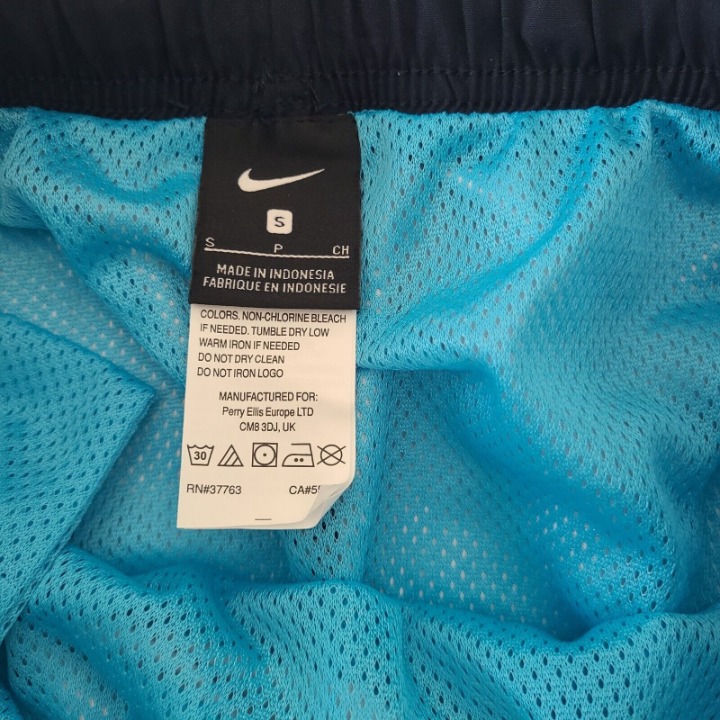 S
S P CH
MADE IN INDONESIA
FABRIQUE EN INDONESIE
COLORS. NON-CHLORINE BLEACH
IF NEEDED. TUMBLE DRY LOW
WARM IRON IF NEEDED
DO NOT DRY CLEAN
DO NOT IRON LOGO
MANUFACTURED FOR:
Perry Ellis Europe LTD
CM8 3DJ, UK
30
RN#37763 CA#5